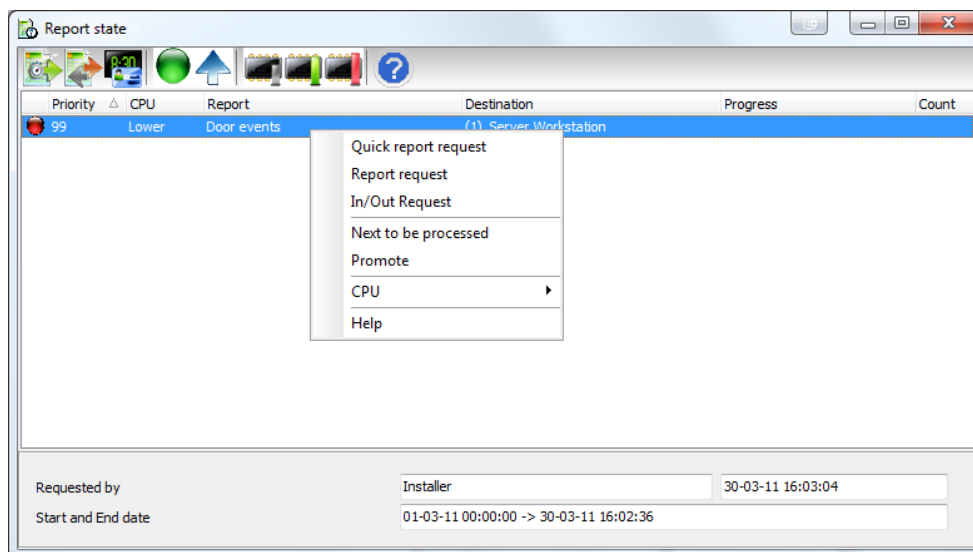 Report state
8:30
Priority CPU Report Destination Progress Count
99 Lower Door events (1) Server Workstation
Quick report request
Report request
In/Out Request
Next to be processed
Promote
CPU
Help
Requested by Installer 30-03-11 16:03:04
Start and End date 01-03-11 00:00:00 -> 30-03-11 16:02:36